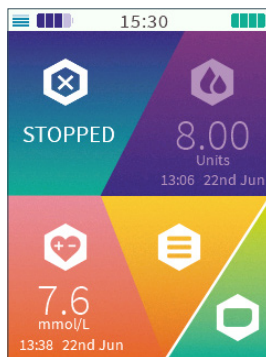 15:30
STOPPED
8.00
Units
13:06 22nd Jun
7.6
mmol/L
13:38 22nd Jun